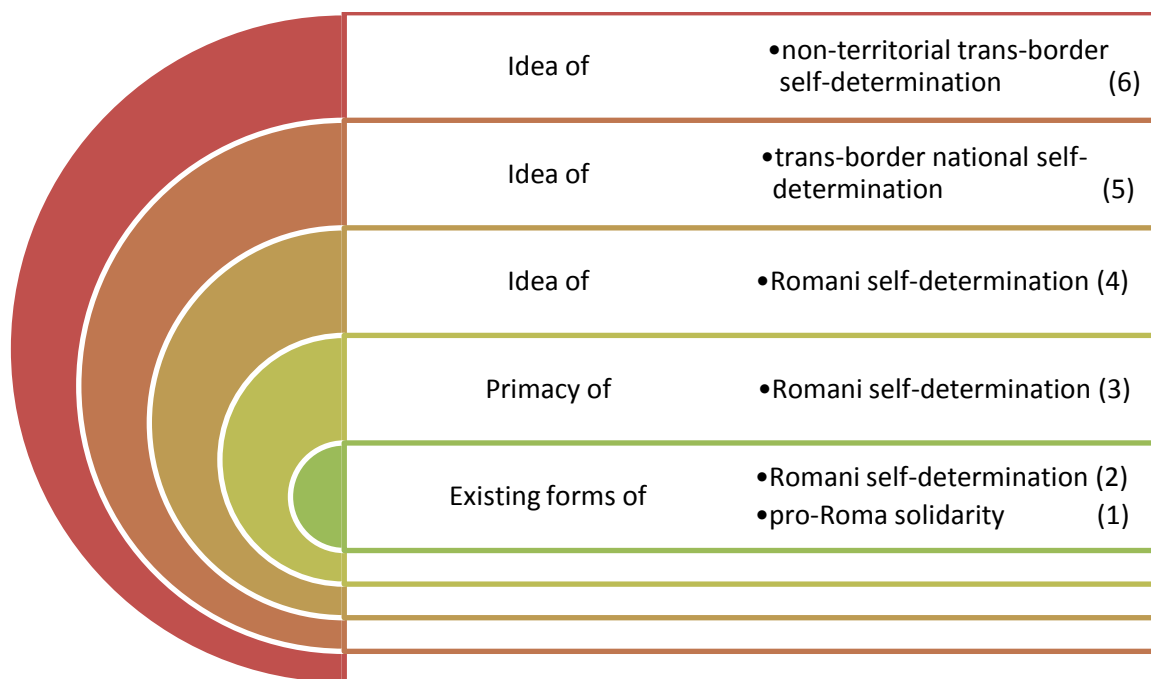 Idea of
•non-territorial trans-border
self-determination (6)
Idea of
•trans-border national self-
determination (5)
Idea of
•Romani self-determination (4)
Primacy of
•Romani self-determination (3)
Existing forms of
•Romani self-determination (2)
•pro-Roma solidarity (1)